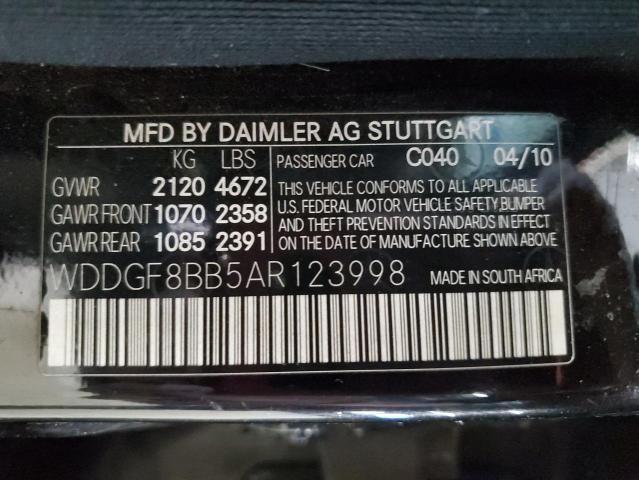 MFD BY DAIMLER AG STUTTGART
KG LBS PASSENGER CAR C040 04/10
GVWR 2120 4672 THIS VEHICLE CONFORMS TO ALL APPLICABLE
U.S. FEDERAL MOTOR VEHICLE SAFETY, BUMPER
GAWR FRONT 1070 2358 AND THEFT PREVENTION STANDARDS IN EFFECT
GAWR REAR 1085 2391 ON THE DATE OF MANUFACTURE SHOWN ABOVE
WDDGF8BB5AR123998 MADE IN SOUTH AFRICA